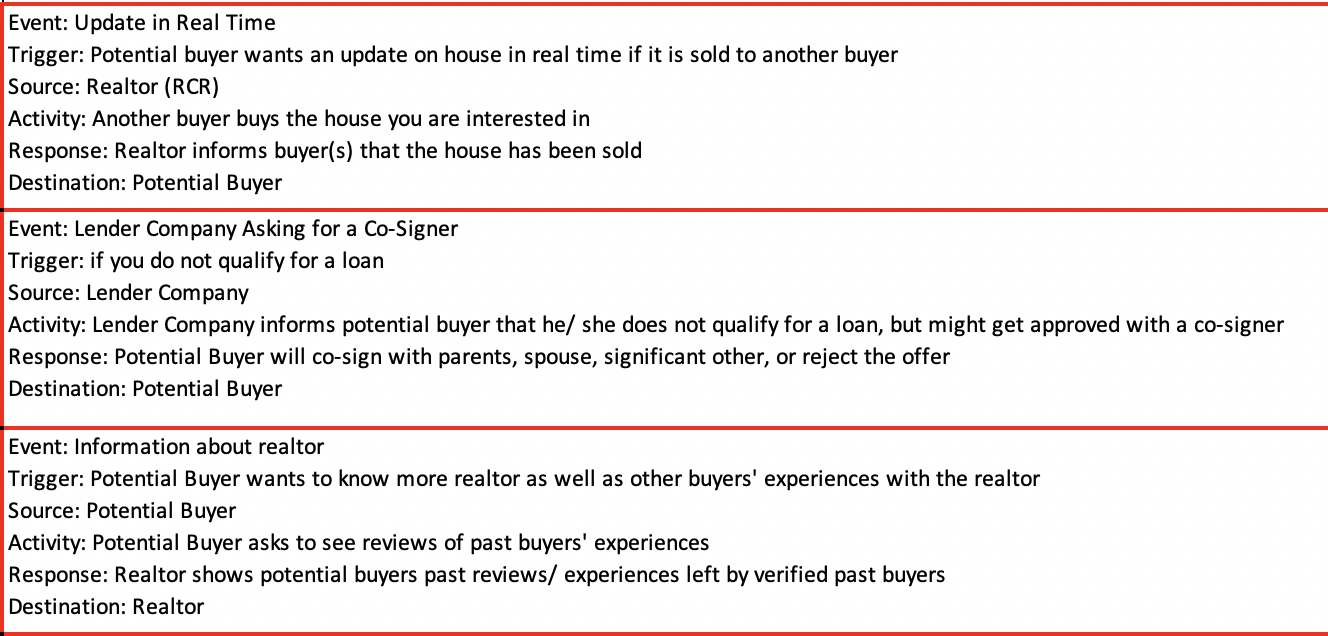 Event: Update in Real Time
Trigger: Potential buyer wants an update on house in real time if it is sold to another buyer
Source: Realtor (RCR)
Activity: Another buyer buys the house you are interested in
Response: Realtor informs buyer(s) that the house has been sold
Destination: Potential Buyer
Event: Lender Company Asking for a Co-Signer
Trigger: if you do not qualify for a loan
Source: Lender Company
Activity: Lender Company informs potential buyer that he/ she does not qualify for a loan, but might get approved with a co-signer
Response: Potential Buyer will co-sign with parents, spouse, significant other, or reject the offer
Destination: Potential Buyer
Event: Information about realtor
Trigger: Potential Buyer wants to know more realtor as well as other buyers' experiences with the realtor
Source: Potential Buyer
Activity: Potential Buyer asks to see reviews of past buyers' experiences
Response: Realtor shows potential buyers past reviews/ experiences left by verified past buyers
Destination: Realtor